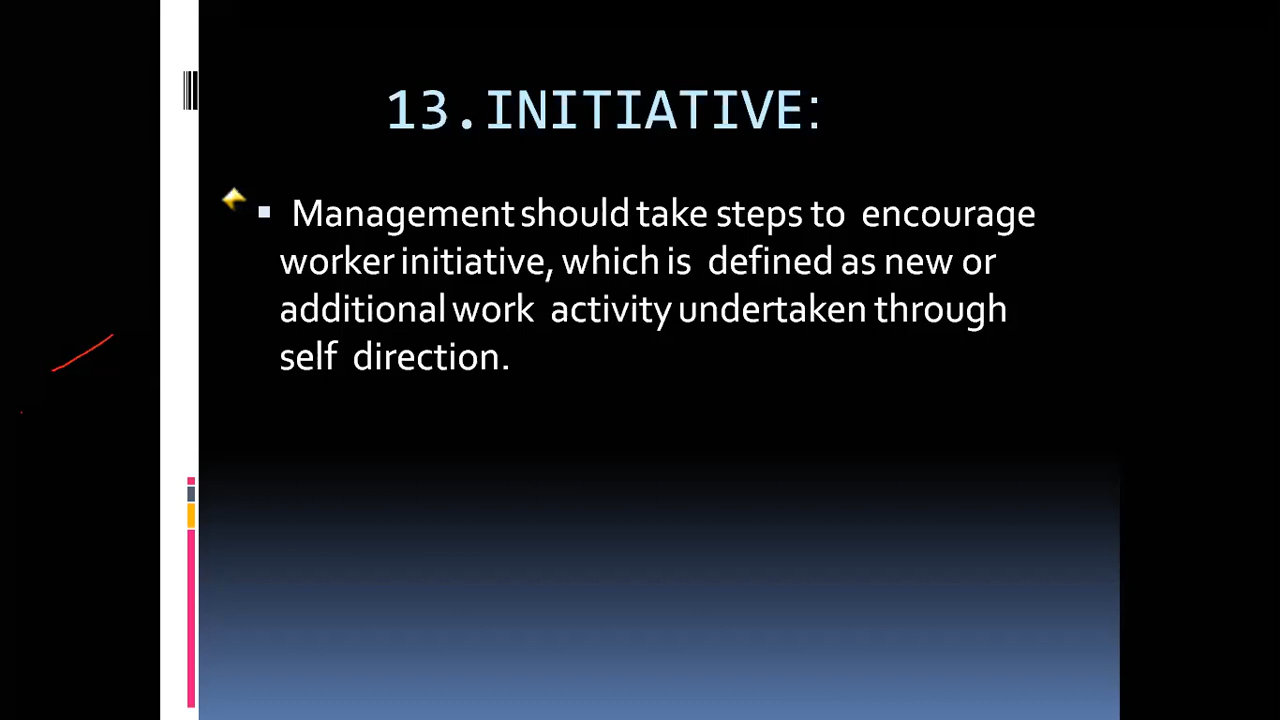 13.INITIATIVE:
▪ Management should take steps to encourage
worker initiative, which is defined as new or
additional work activity undertaken through
self direction.